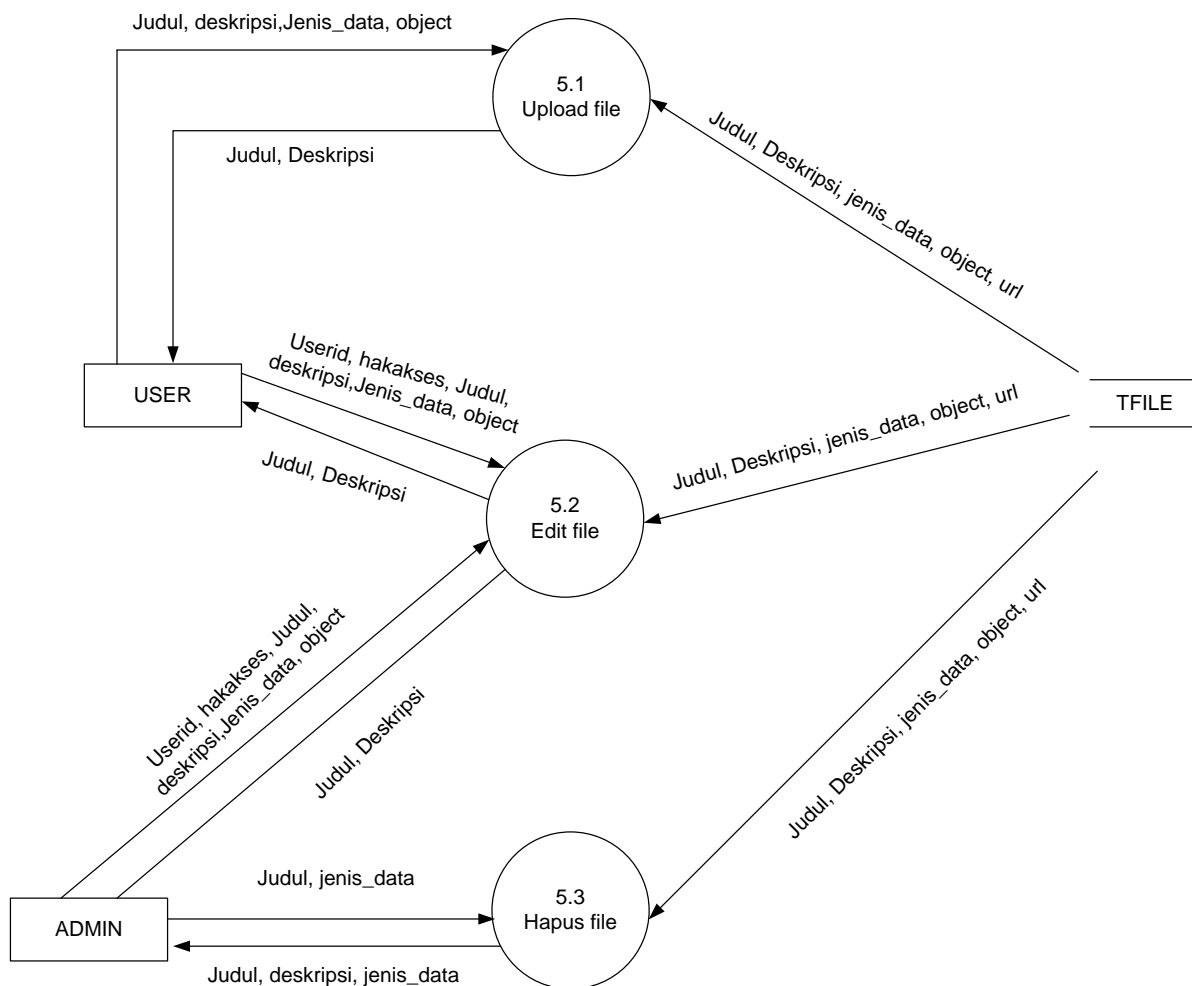 Judul, deskripsi,Jenis_data, object
5.1
Upload file
Judul, Deskripsi
Judul, Deskripsi, jenis_data, object, url
Userid, hakakses, Judul,
deskripsi,Jenis_data, object
USER
TFILE
Judul, Deskripsi, jenis_data, object, url
Judul, Deskripsi
5.2
Edit file
Userid, hakakses, Judul,
deskripsi,Jenis_data, object
Judul, Deskripsi
Judul, Deskripsi, jenis_data, object, url
Judul, jenis_data
5.3
Hapus file
ADMIN
Judul, deskripsi, jenis_data